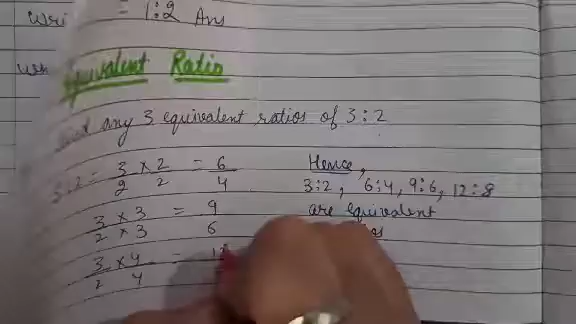 = 1:2 Ans
Equivalent Ratio
any 3 equivalent ratios of 3:2
3:2 = 3/2 × 2/2 = 6/4
3 × 3 / 2 × 3 = 9/6
3 × 4 / 2 4 =
Hence,
3:2, 6:4, 9:6, 12:8
are equivalent